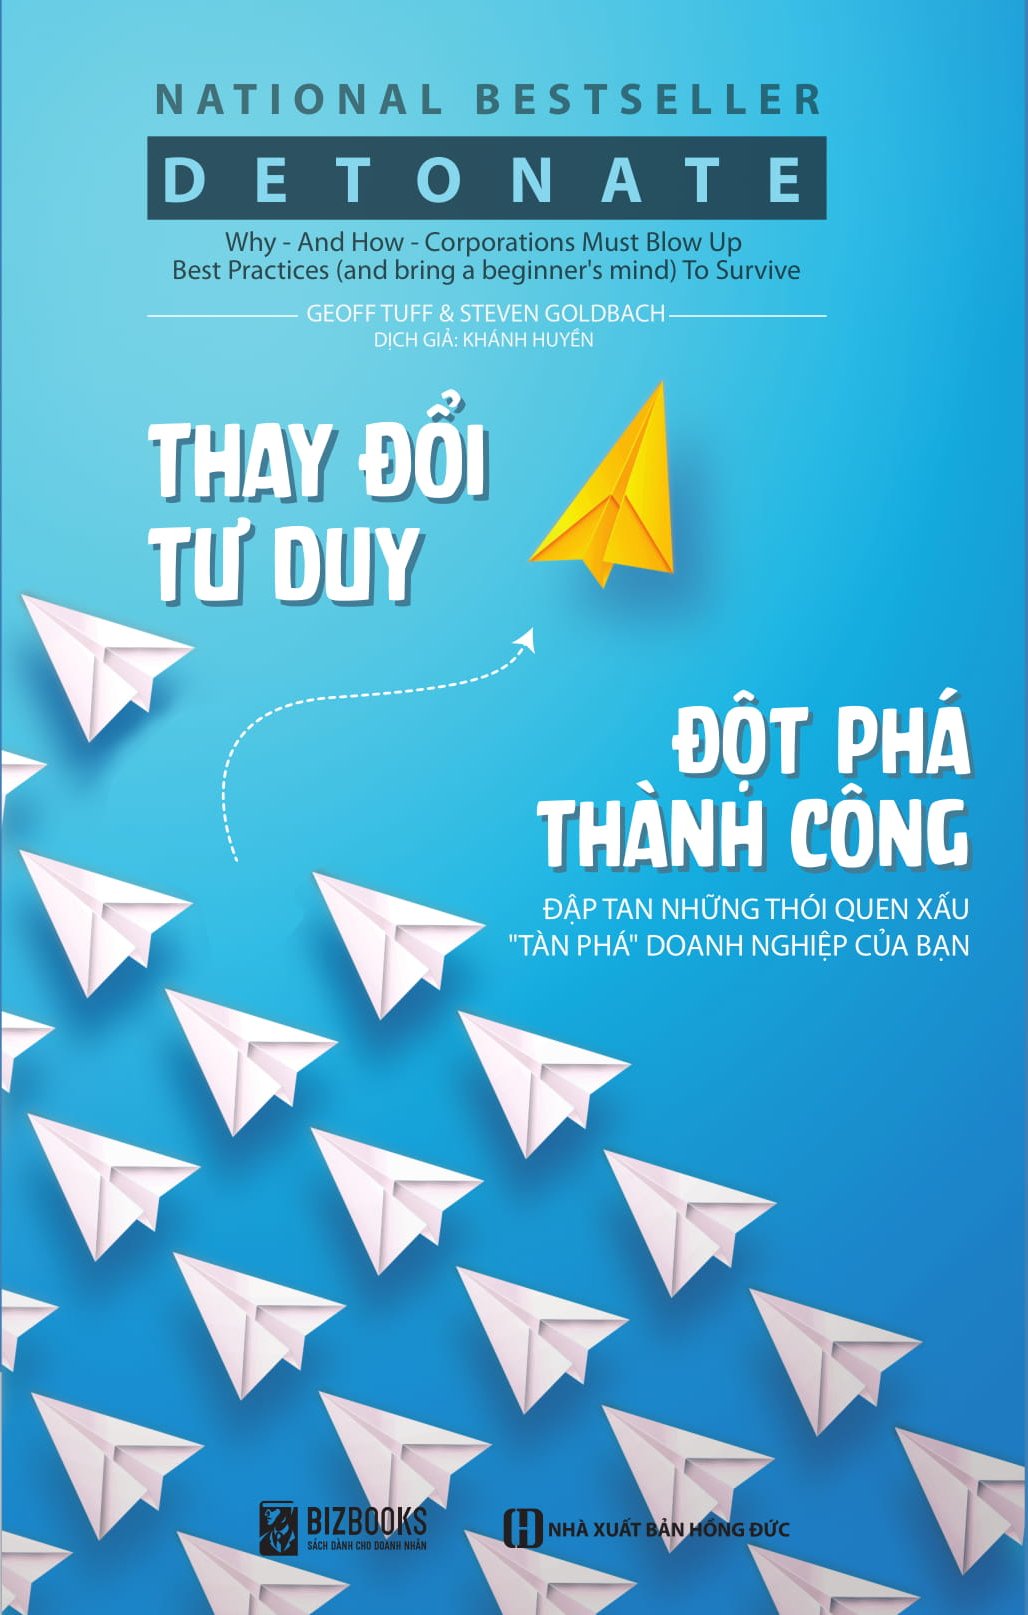 NATIONAL BESTSELLER
DETONATE
Why - And How - Corporations Must Blow Up
Best Practices (and bring a beginner's mind) To Survive
GEOFF TUFF & STEVEN GOLDBACH
DỊCH GIẢ: KHÁNH HUYỀN
THAY ĐỔI
TƯ DUY
ĐỘT PHÁ
THÀNH CÔNG
ĐẬP TAN NHỮNG THÓI QUEN XẤU
"TÀN PHÁ" DOANH NGHIỆP CỦA BẠN
BIZBOOKS
SÁCH DÀNH CHO DOANH NHÂN
NHÀ XUẤT BẢN HỒNG ĐỨC